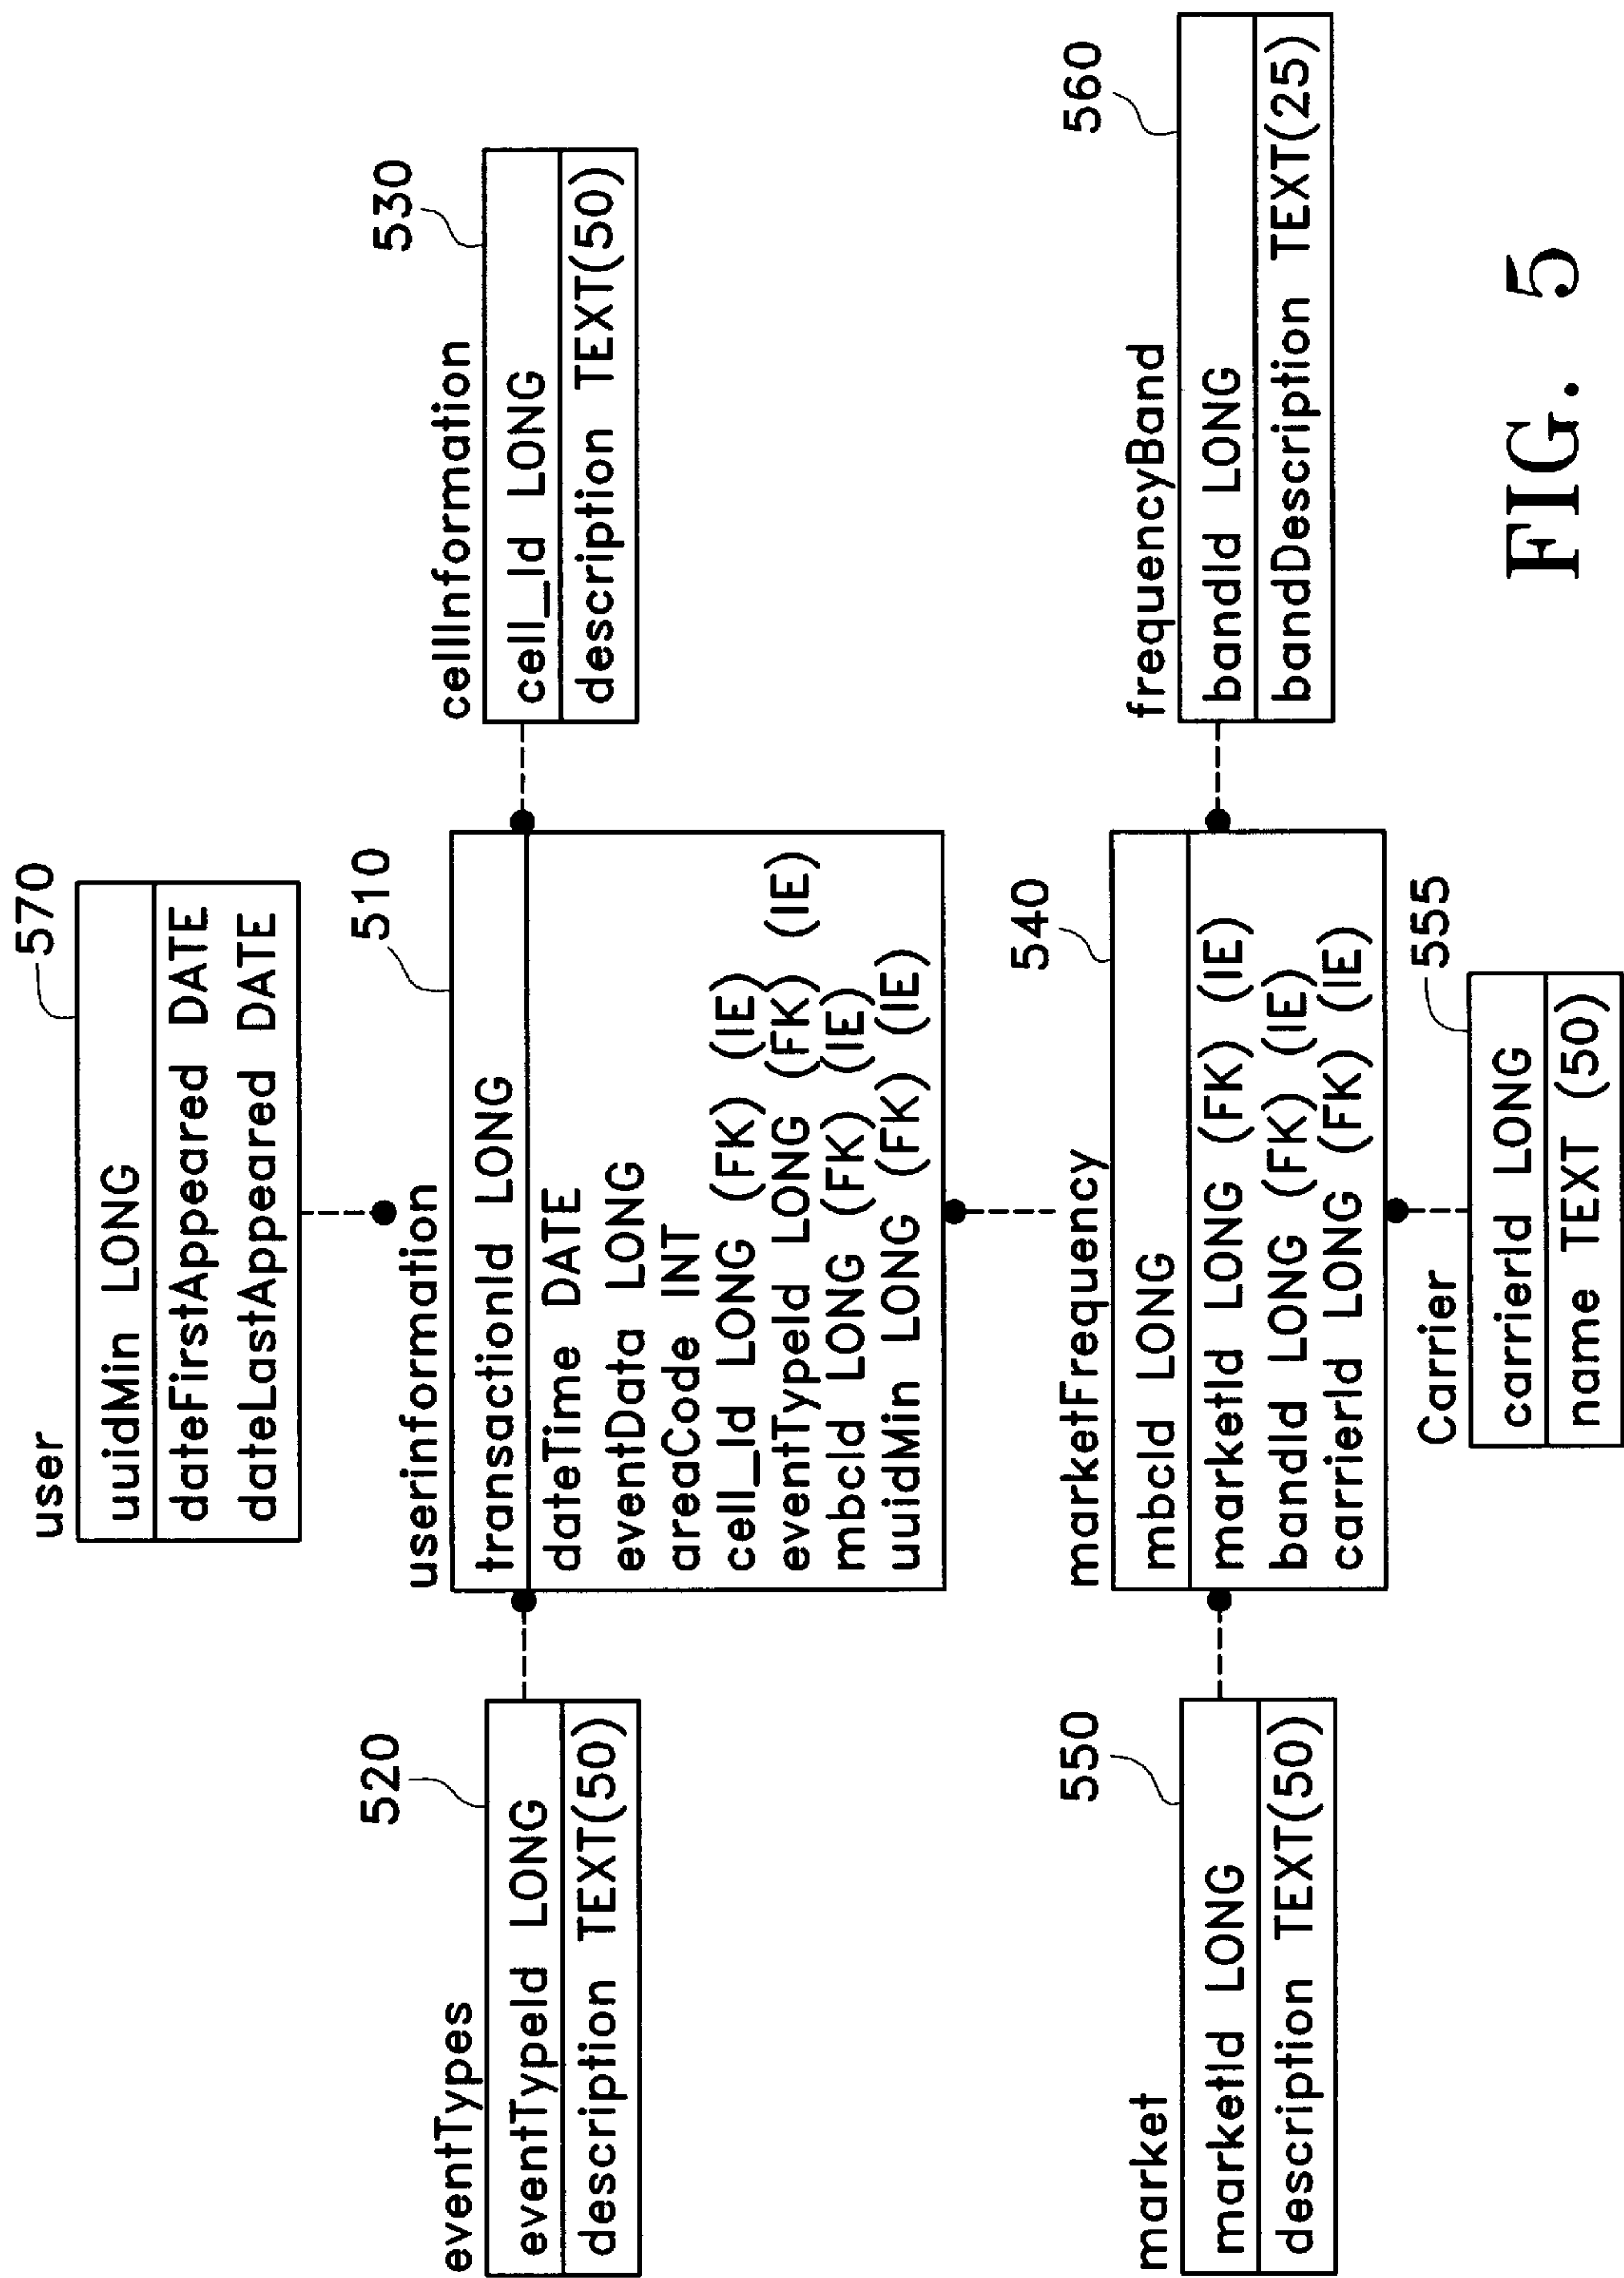 user
570
uuidMin LONG
dateFirstAppeared DATE
dateLastAppeared DATE
eventTypes
520
eventTypeId LONG
description TEXT(50)
userinformation
510
transactionId LONG
dateTime DATE
eventData LONG
areaCode INT
cell_Id LONG (FK) (IE)
eventTypeId LONG (FK) (IE)
mbcId LONG (FK) (IE)
uuidMin LONG (FK) (IE)
cellInformation
530
cell_Id LONG
description TEXT(50)
market
550
marketId LONG
description TEXT(50)
marketFrequency
540
mbcId LONG
marketId LONG (FK) (IE)
bandId LONG (FK) (IE)
carrierId LONG (FK) (IE)
frequencyBand
560
bandId LONG
bandDescription TEXT(25)
Carrier
555
carrierId LONG
name TEXT (50)
FIG. 5